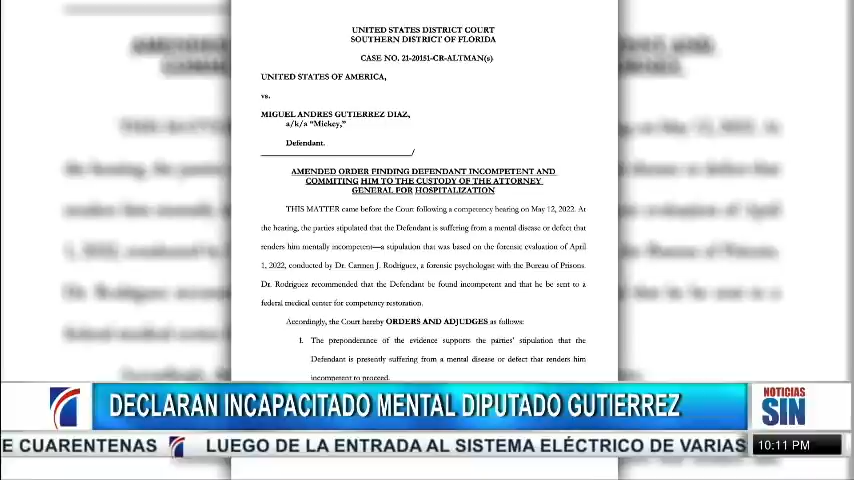 UNITED STATES DISTRICT COURT
SOUTHERN DISTRICT OF FLORIDA
CASE NO. 21-20151-CR-ALTMAN(s)
UNITED STATES OF AMERICA,
vs.
MIGUEL ANDRES GUTIERREZ DIAZ,
a/k/a "Mickey,"
Defendant.
/
AMENDED ORDER FINDING DEFENDANT INCOMPETENT AND
COMMITING HIM TO THE CUSTODY OF THE ATTORNEY
GENERAL FOR HOSPITALIZATION
THIS MATTER came before the Court following a competency hearing on May 12, 2022. At
the hearing, the parties stipulated that the Defendant is suffering from a mental disease or defect that
renders him mentally incompetent—a stipulation that was based on the forensic evaluation of April
1, 2022, conducted by Dr. Carmen J. Rodriguez, a forensic psychologist with the Bureau of Prisons.
Dr. Rodriguez recommended that the Defendant be found incompetent and that he be sent to a
federal medical center for competency restoration.
Accordingly, the Court hereby ORDERS AND ADJUDGES as follows:
1. The preponderance of the evidence supports the parties' stipulation that the
Defendant is presently suffering from a mental disease or defect that renders him
incompetent to proceed.
DECLARAN INCAPACITADO MENTAL DIPUTADO GUTIERREZ
NOTICIAS
SIN
E CUARENTENAS LUEGO DE LA ENTRADA AL SISTEMA ELÉCTRICO DE VARIAS
10:11 PM